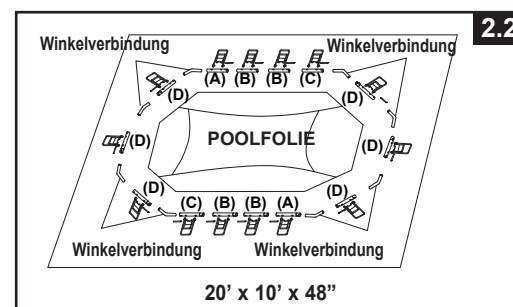 2.2
Winkelverbindung Winkelverbindung
(A) (B) (B) (C)
(D) (D)
(D) POOLFOLIE (D)
(D) (D)
(C) (B) (B) (A)
Winkelverbindung Winkelverbindung
20’ x 10’ x 48”